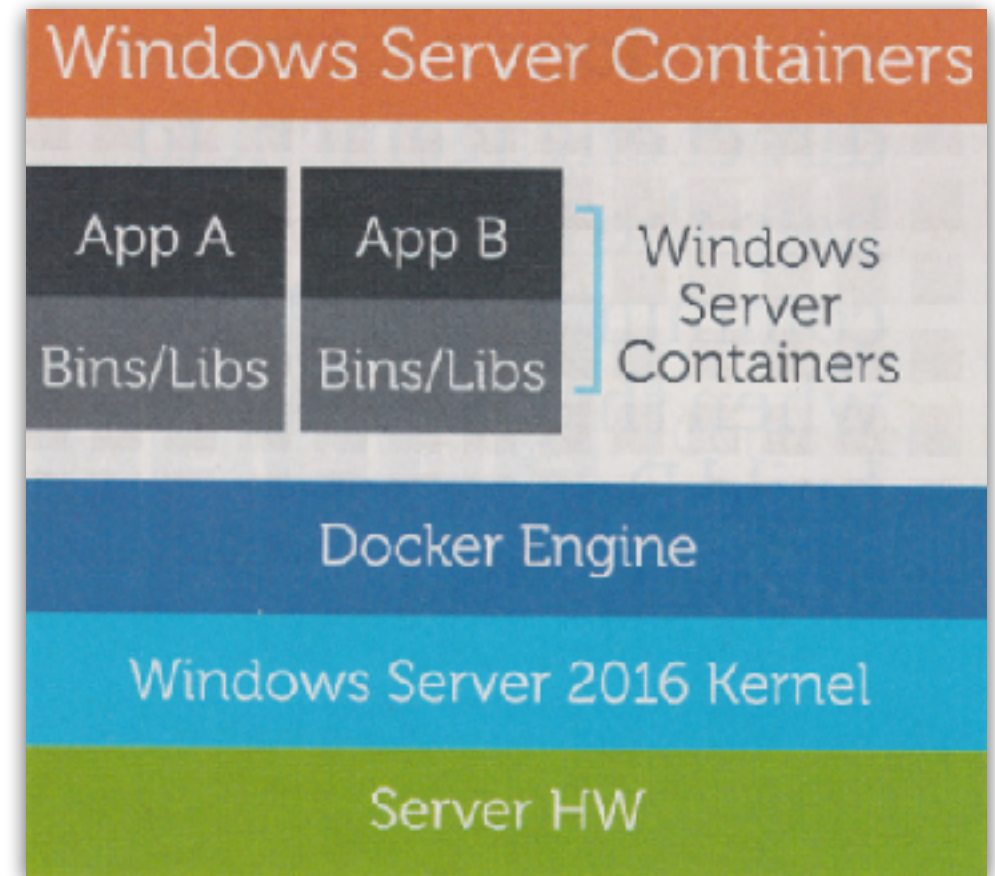 Windows Server Containers
App A
App B
Windows
Server
Containers
Bins/Libs
Bins/Libs
Docker Engine
Windows Server 2016 Kernel
Server HW